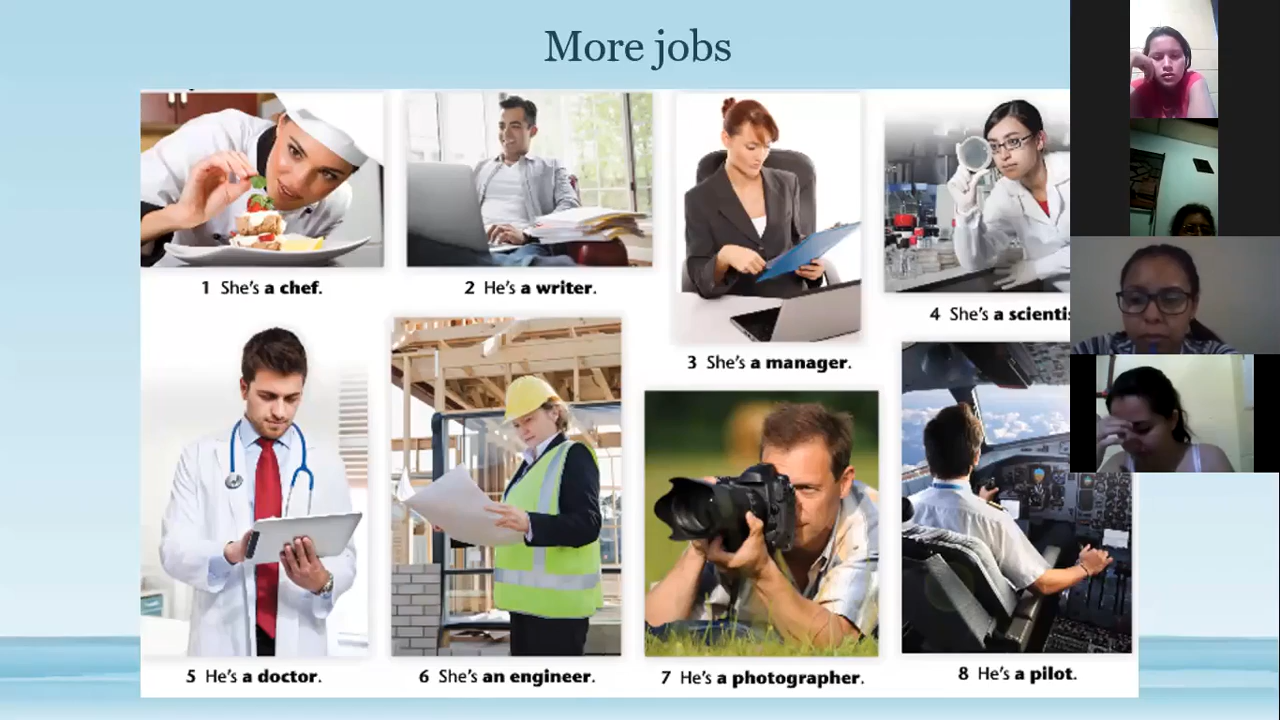 More jobs
1 She's a chef.
2 He's a writer.
3 She's a manager.
4 She's a scientis
5 He's a doctor.
6 She's an engineer.
7 He's a photographer.
8 He's a pilot.